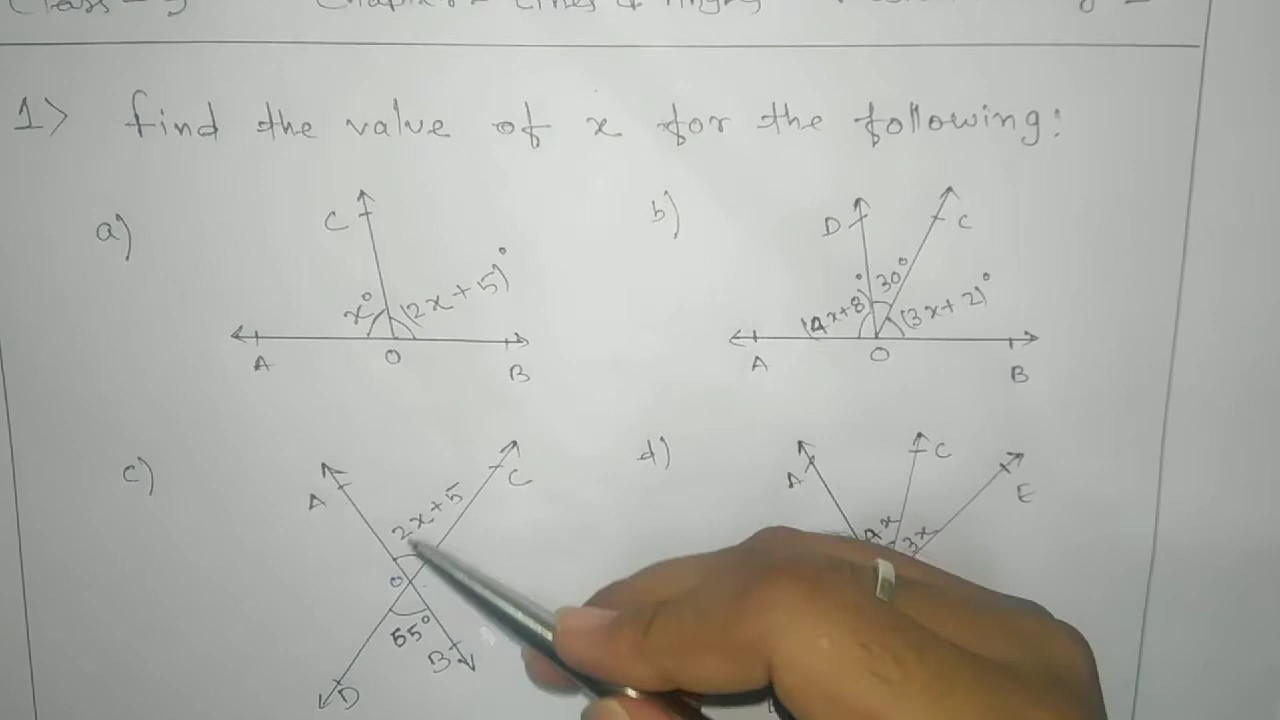 1> find the value of x for the following:
a)
C
x°
(2x + 5)°
A
O
B
b)
D
C
30°
(4x+8)°
(3x+2)°
A
O
B
c)
A
C
2x+5
O
55°
B
D
d)
A
C
E
4x
3x